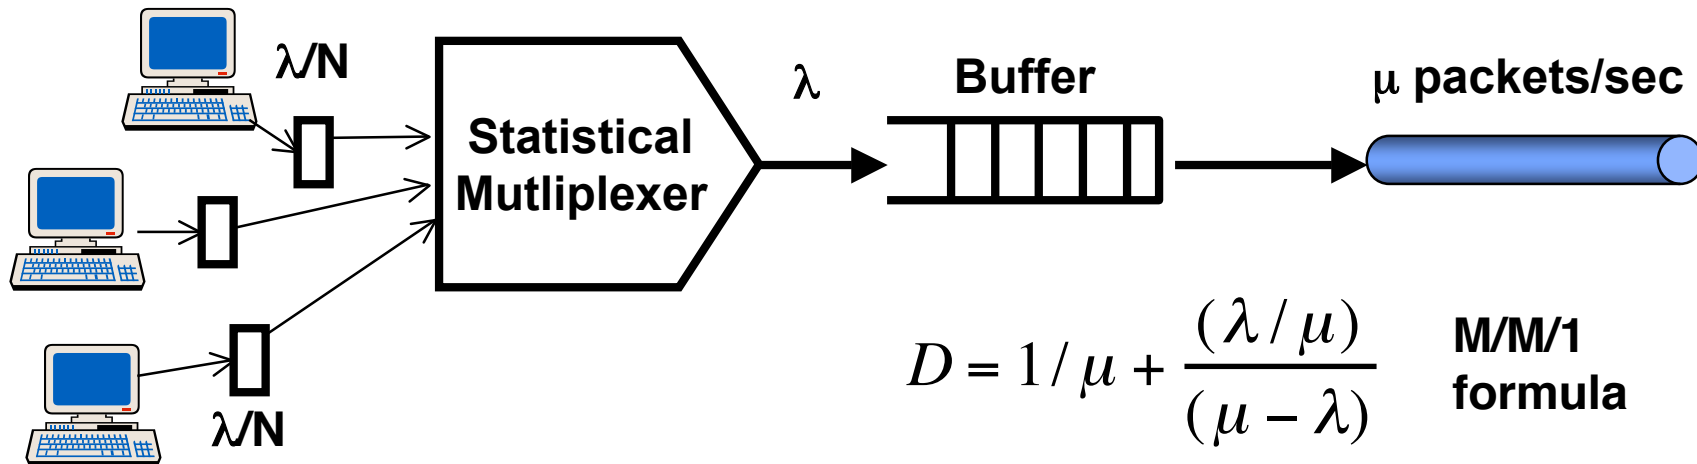 λ/N
Statistical
Mutliplexer
λ
Buffer
μ packets/sec
λ/N
D = 1/μ + (λ/μ)/(μ − λ)
M/M/1
formula